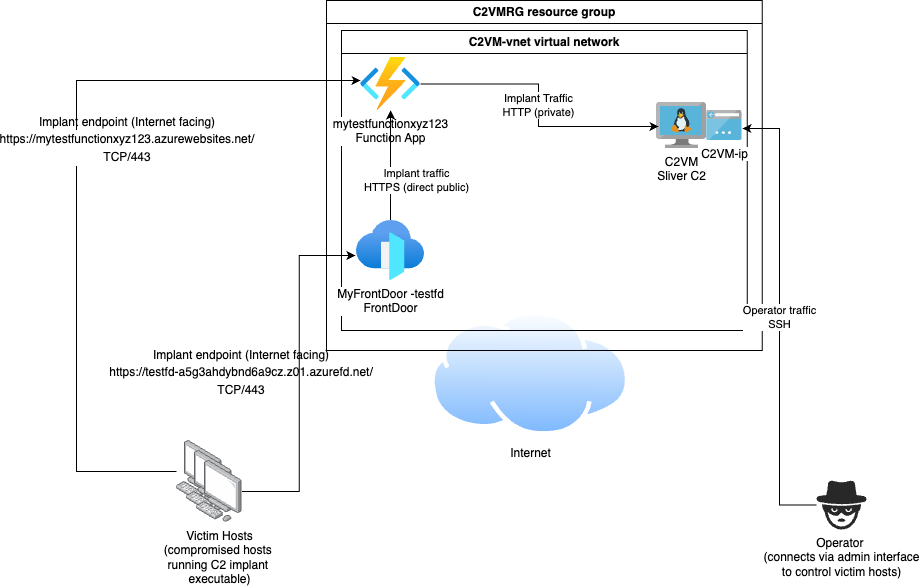 C2VMRG resource group
C2VM-vnet virtual network
Implant endpoint (Internet facing)
https://mytestfunctionxyz123.azurewebsites.net/
TCP/443
mytestfunctionxyz123
Function App
Implant Traffic
HTTP (private)
C2VM
Sliver C2
C2VM-ip
Implant traffic
HTTPS (direct public)
MyFrontDoor -testfd
FrontDoor
Operator traffic
SSH
Implant endpoint (Internet facing)
https://testfd-a5g3ahdybnd6a9cz.z01.azurefd.net/
TCP/443
Internet
Victim Hosts
(compromised hosts
running C2 implant
executable)
Operator
(connects via admin interface
to control victim hosts)